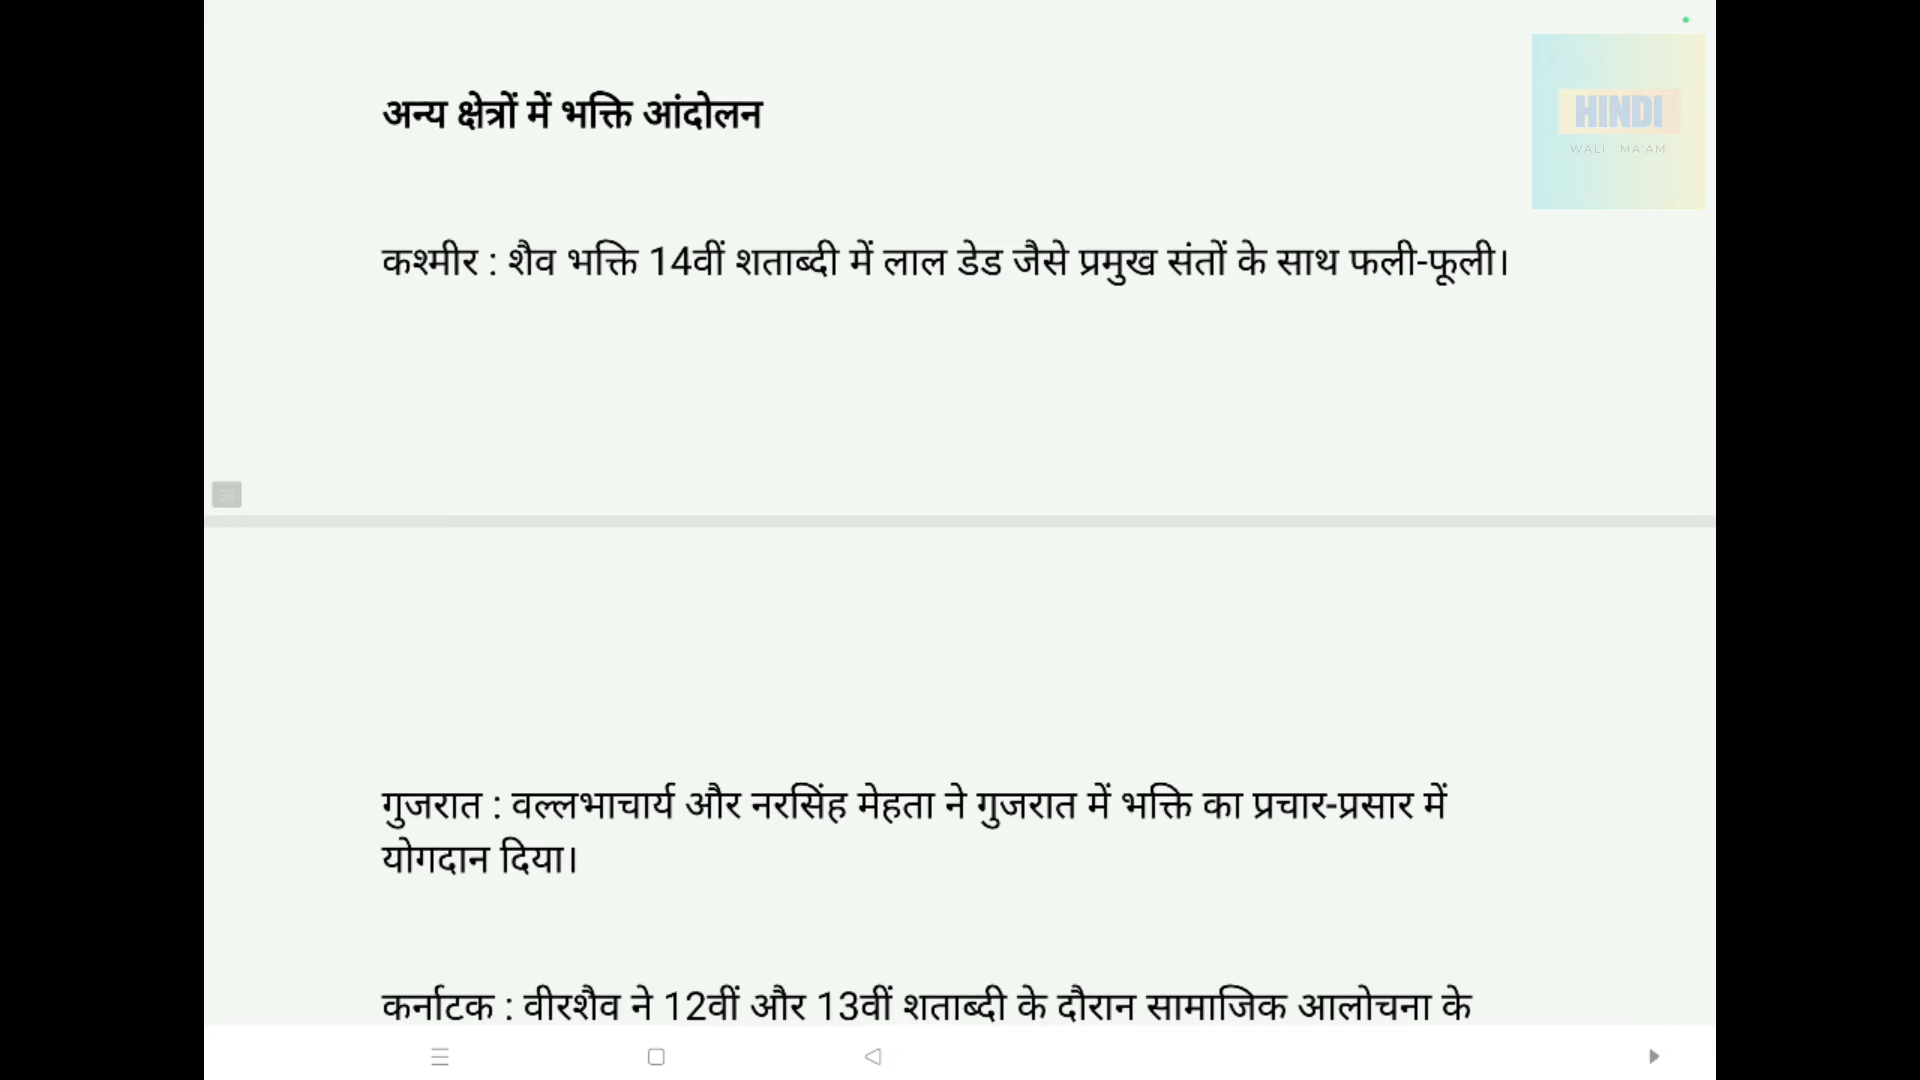 HINDI
WALI MA'AM
अन्य क्षेत्रों में भक्ति आंदोलन
कश्मीर : शैव भक्ति 14वीं शताब्दी में लाल डेड जैसे प्रमुख संतों के साथ फली-फूली।
38
गुजरात : वल्लभाचार्य और नरसिंह मेहता ने गुजरात में भक्ति का प्रचार-प्रसार में
योगदान दिया।
कर्नाटक : वीरशैव ने 12वीं और 13वीं शताब्दी के दौरान सामाजिक आलोचना के